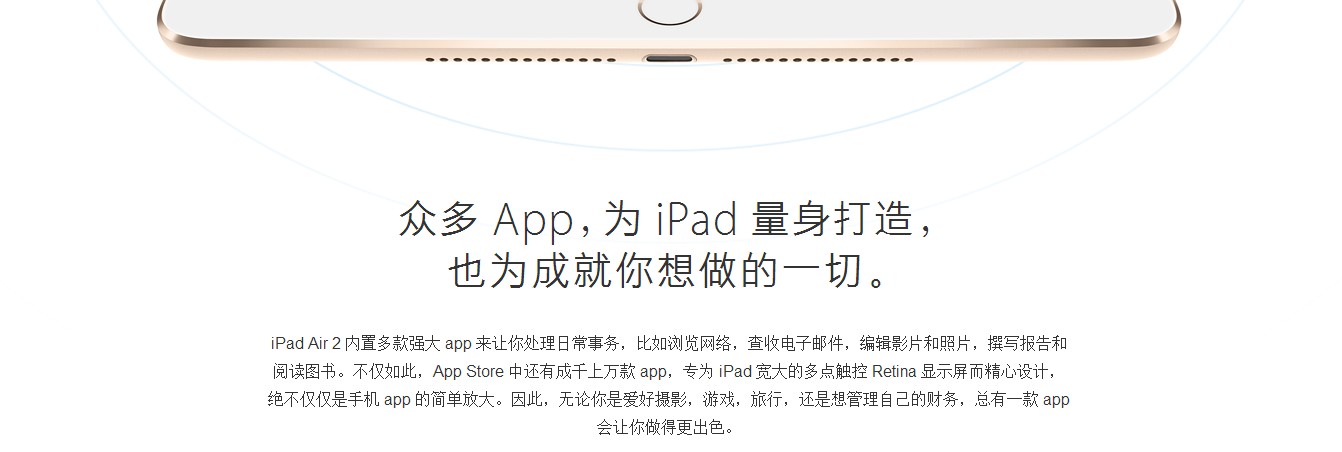 众多 App，为 iPad 量身打造，
也为成就你想做的一切。
iPad Air 2 内置多款强大 app 来让你处理日常事务，比如浏览网络，查收电子邮件，编辑影片和照片，撰写报告和
阅读图书。不仅如此，App Store 中还有成千上万款 app，专为 iPad 宽大的多点触控 Retina 显示屏而精心设计，
绝不仅仅是手机 app 的简单放大。因此，无论你是爱好摄影，游戏，旅行，还是想管理自己的财务，总有一款 app
会让你做得更出色。